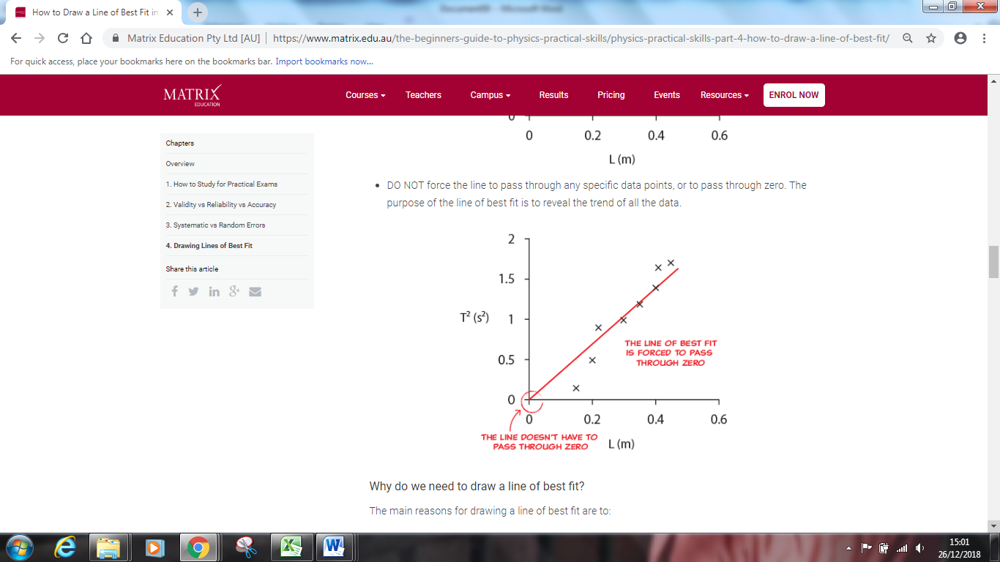 Document9 - Microsoft Word
How to Draw a Line of Best Fit in
Matrix Education Pty Ltd [AU] | https://www.matrix.edu.au/the-beginners-guide-to-physics-practical-skills/physics-practical-skills-part-4-how-to-draw-a-line-of-best-fit/
For quick access, place your bookmarks here on the bookmarks bar. Import bookmarks now...
MATRIX
EDUCATION
Courses Teachers Campus Results Pricing Events Resources ENROL NOW
Chapters
Overview
1. How to Study for Practical Exams
2. Validity vs Reliability vs Accuracy
3. Systematic vs Random Errors
4. Drawing Lines of Best Fit
Share this article
0
0 0.2 0.4 0.6
L (m)
• DO NOT force the line to pass through any specific data points, or to pass through zero. The
purpose of the line of best fit is to reveal the trend of all the data.
2
1.5
T² (s²) 1
0.5
0
0 0.2 0.4 0.6
L (m)
THE LINE OF BEST FIT
IS FORCED TO PASS
THROUGH ZERO
THE LINE DOESN'T HAVE TO
PASS THROUGH ZERO
Why do we need to draw a line of best fit?
The main reasons for drawing a line of best fit are to:
15:01
26/12/2018